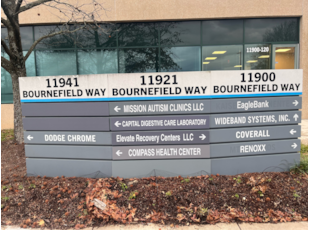 11900-120
11941
BOURNEFIELD WAY
11921
BOURNEFIELD WAY
11900
BOURNEFIELD WAY
← MISSION AUTISM CLINICS LLC
EagleBank →
← CAPITAL DIGESTIVE CARE LABORATORY
WIDEBAND SYSTEMS, INC. ↑
← DODGE CHROME
Elevate Recovery Centers LLC →
COVERALL →
← COMPASS HEALTH CENTER
RENOXX →